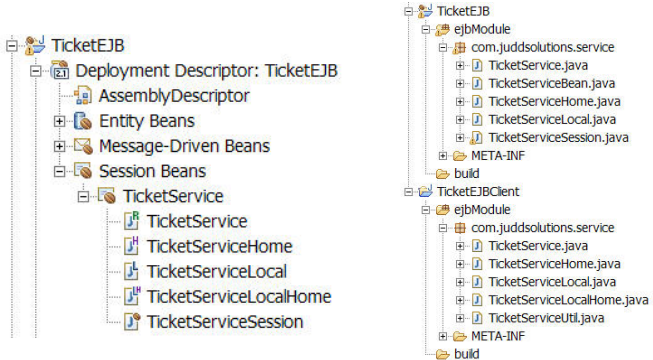 TicketEJB
Deployment Descriptor: TicketEJB
AssemblyDescriptor
Entity Beans
Message-Driven Beans
Session Beans
TicketService
TicketService
TicketServiceHome
TicketServiceLocal
TicketServiceLocalHome
TicketServiceSession
TicketEJB
ejbModule
com.juddsolutions.service
TicketService.java
TicketServiceBean.java
TicketServiceHome.java
TicketServiceLocal.java
TicketServiceSession.java
META-INF
build
TicketEJBClient
ejbModule
com.juddsolutions.service
TicketService.java
TicketServiceHome.java
TicketServiceLocal.java
TicketServiceLocalHome.java
TicketServiceUtil.java
META-INF
build